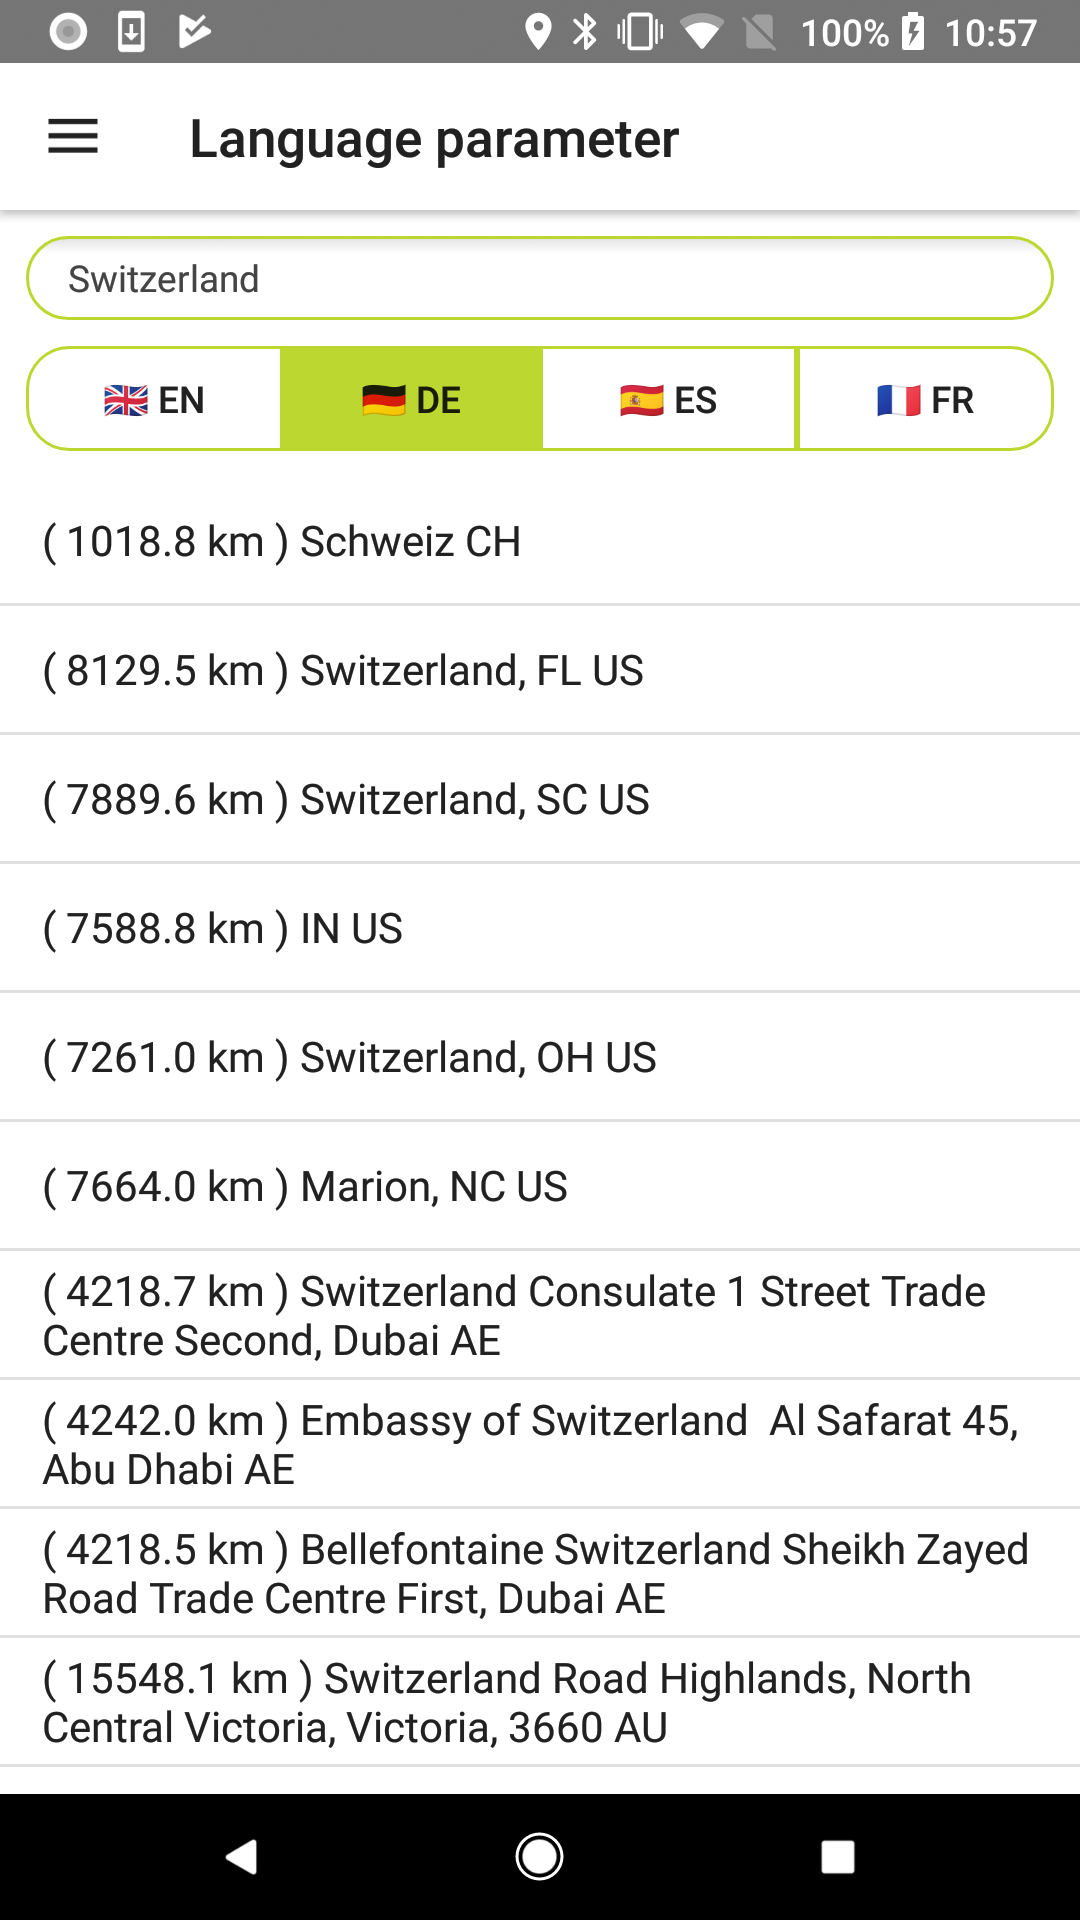 100% 10:57
Language parameter
Switzerland
EN DE ES FR
( 1018.8 km ) Schweiz CH
( 8129.5 km ) Switzerland, FL US
( 7889.6 km ) Switzerland, SC US
( 7588.8 km ) IN US
( 7261.0 km ) Switzerland, OH US
( 7664.0 km ) Marion, NC US
( 4218.7 km ) Switzerland Consulate 1 Street Trade
Centre Second, Dubai AE
( 4242.0 km ) Embassy of Switzerland  Al Safarat 45,
Abu Dhabi AE
( 4218.5 km ) Bellefontaine Switzerland Sheikh Zayed
Road Trade Centre First, Dubai AE
( 15548.1 km ) Switzerland Road Highlands, North
Central Victoria, Victoria, 3660 AU